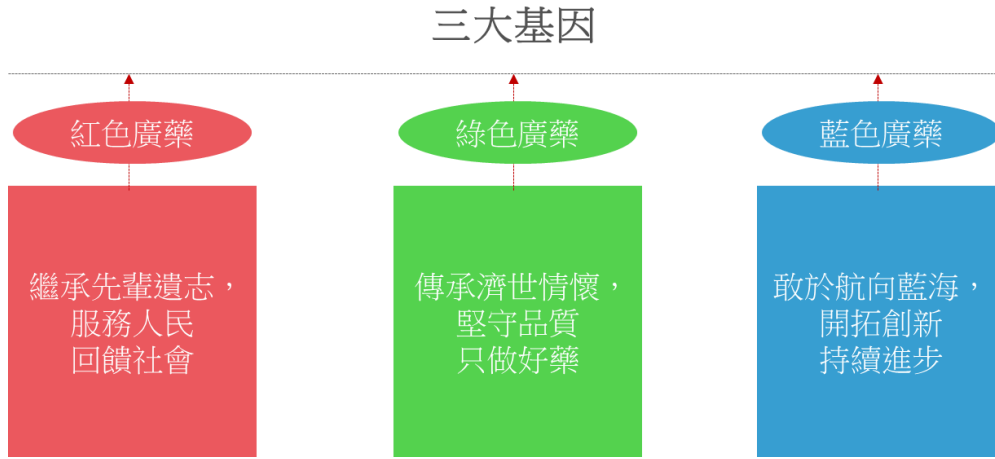 三大基因
紅色廣藥
綠色廣藥
藍色廣藥
繼承先輩遺志，
服務人民
回饋社會
傳承濟世情懷，
堅守品質
只做好藥
敢於航向藍海，
開拓創新
持續進步